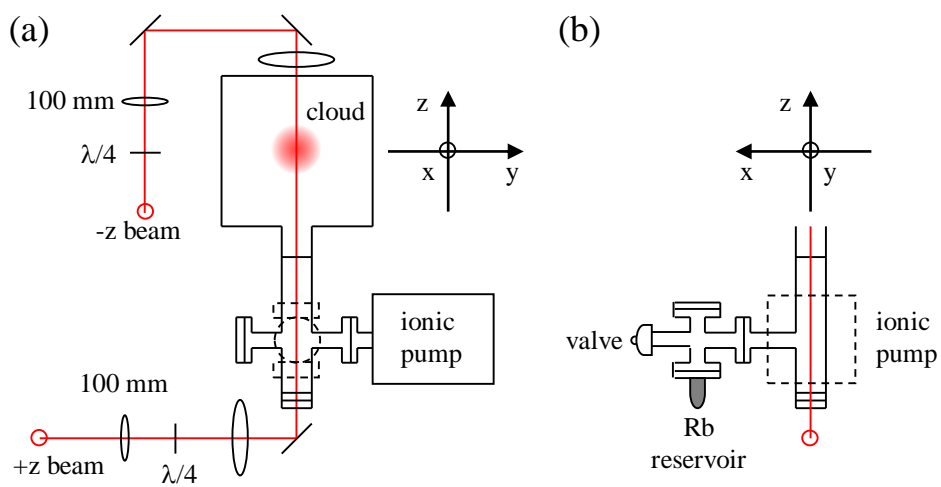 (a)
100 mm
λ/4
-z beam
cloud
z
x
y
ionic
pump
100 mm
+z beam
λ/4
(b)
z
x
y
valve
ionic
pump
Rb
reservoir